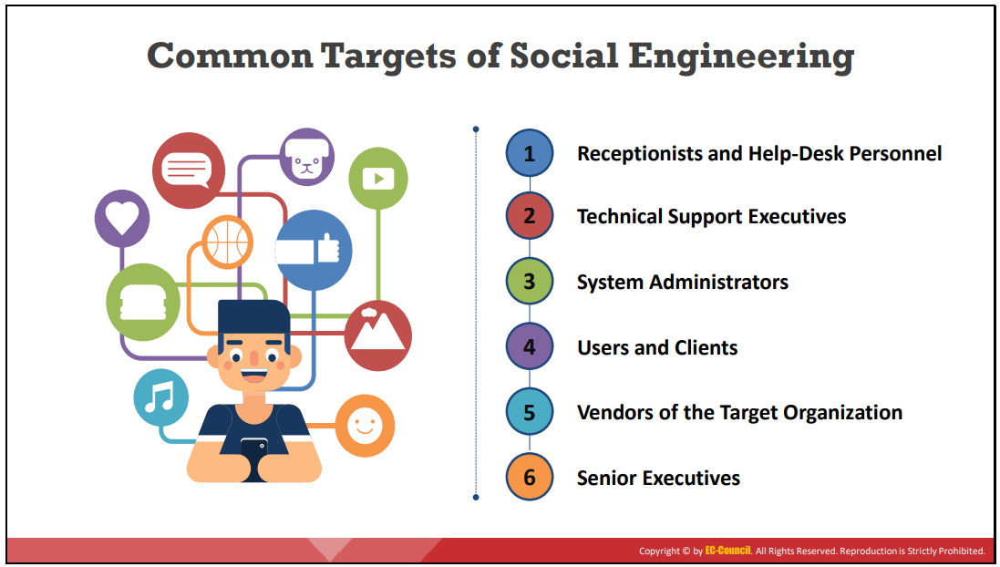 Common Targets of Social Engineering
1 Receptionists and Help-Desk Personnel
2 Technical Support Executives
3 System Administrators
4 Users and Clients
5 Vendors of the Target Organization
6 Senior Executives
Copyright © by EC-Council. All Rights Reserved. Reproduction is Strictly Prohibited.